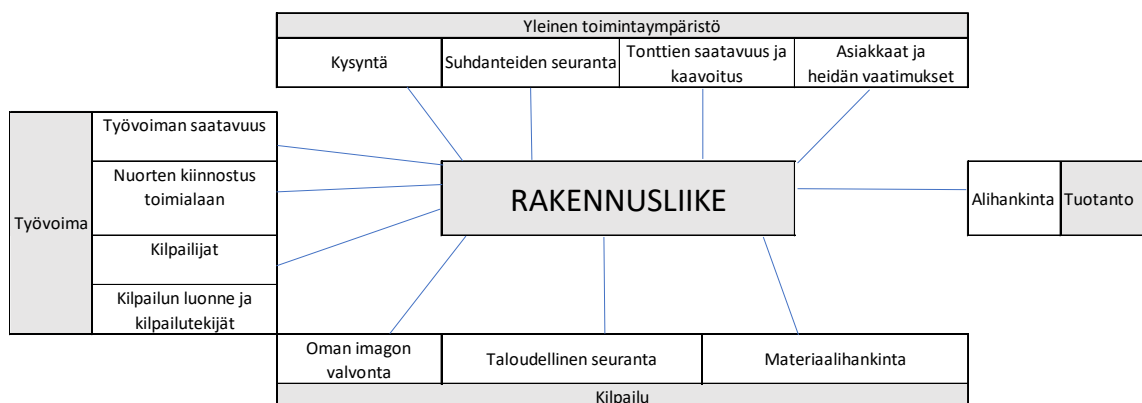 Yleinen toimintaympäristö
Kysyntä
Suhdanteiden seuranta
Tonttien saatavuus ja
kaavoitus
Asiakkaat ja
heidän vaatimukset
Työvoima
Työvoiman saatavuus
Nuorten kiinnostus
toimialaan
Kilpailijat
Kilpailun luonne ja
kilpailutekijät
RAKENNUSLIIKE
Alihankinta
Tuotanto
Oman imagon
valvonta
Taloudellinen seuranta
Materiaalihankinta
Kilpailu